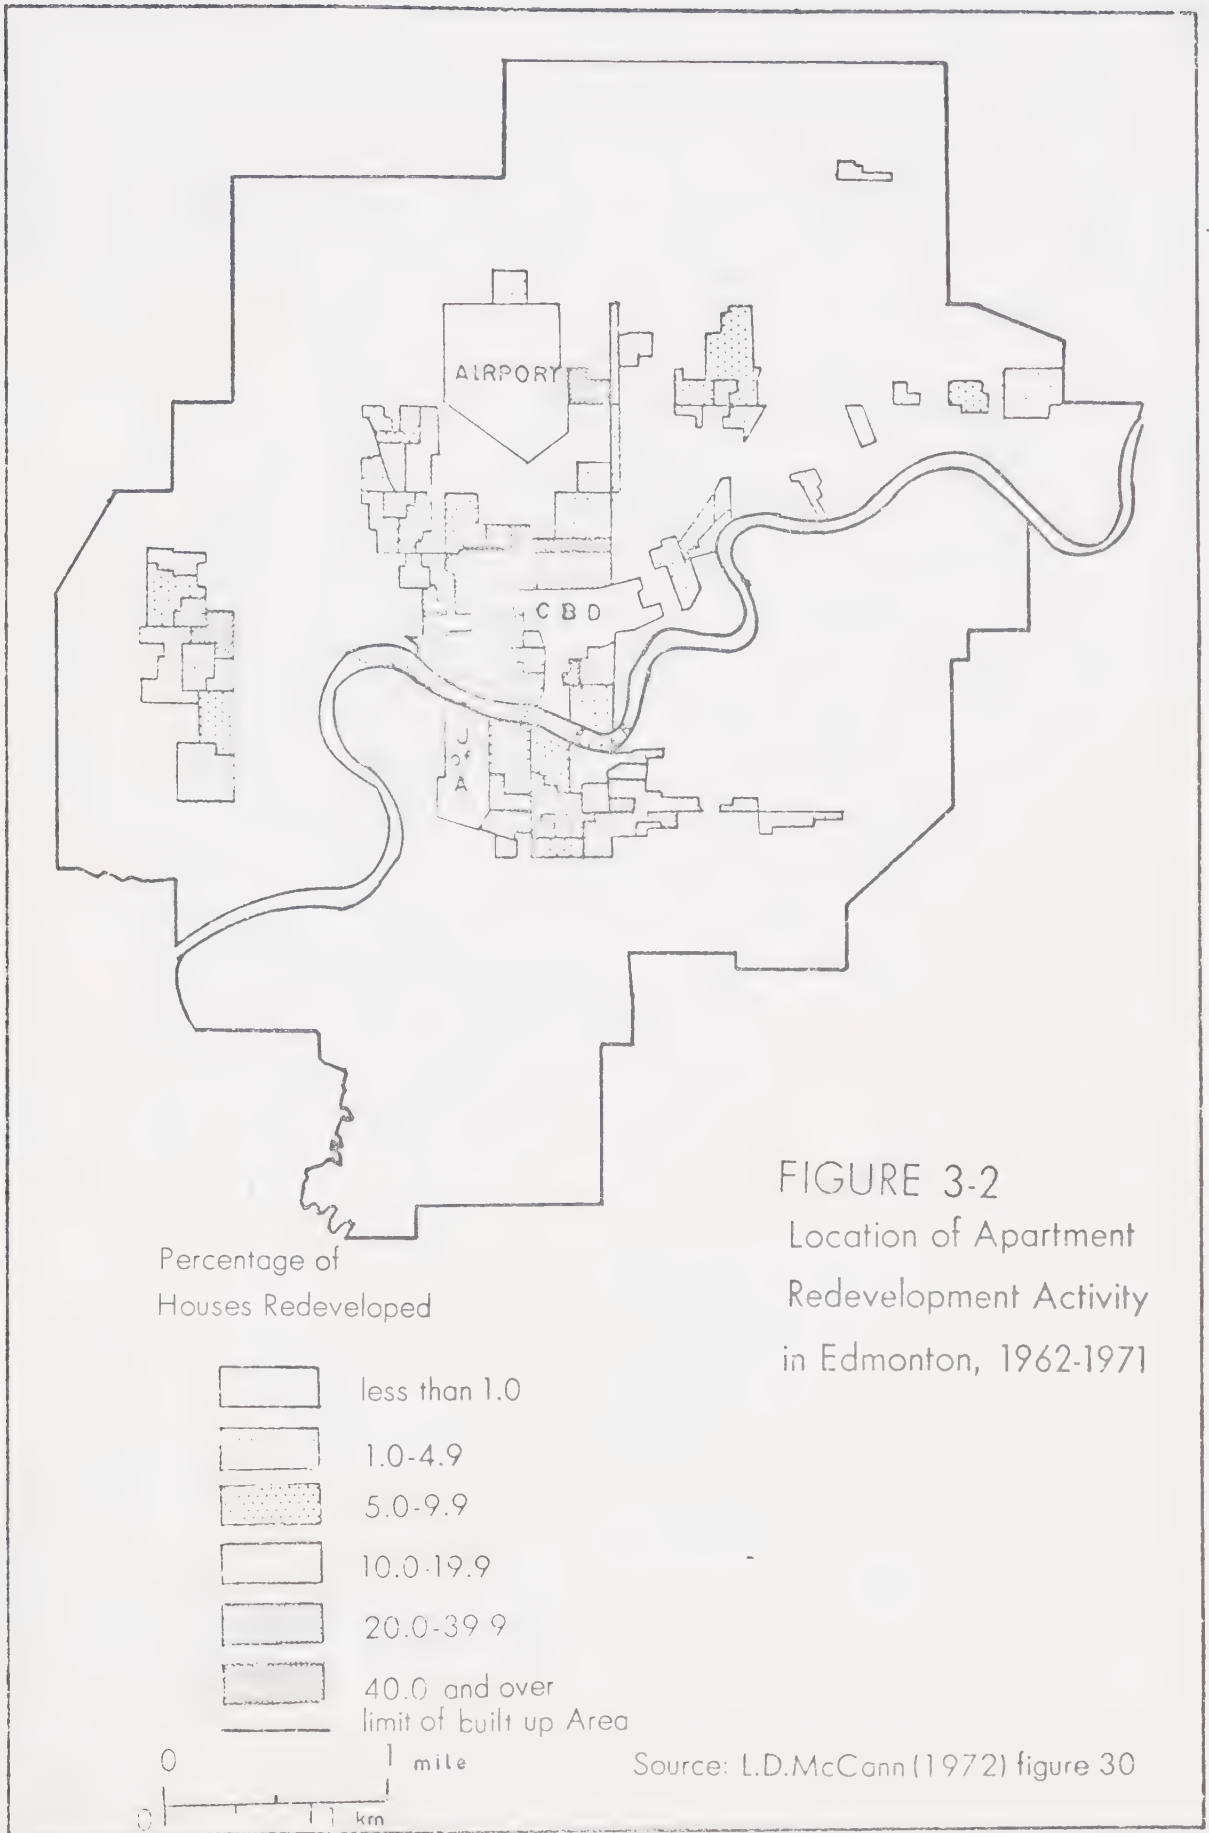 AIRPORT
CBD
U of A
FIGURE 3-2
Location of Apartment
Redevelopment Activity
in Edmonton, 1962-1971
Percentage of
Houses Redeveloped
less than 1.0
1.0-4.9
5.0-9.9
10.0-19.9
20.0-39 9
40.0 and over
limit of built up Area
0 1 mile
0 1 km
Source: L.D.McCann (1972) figure 30